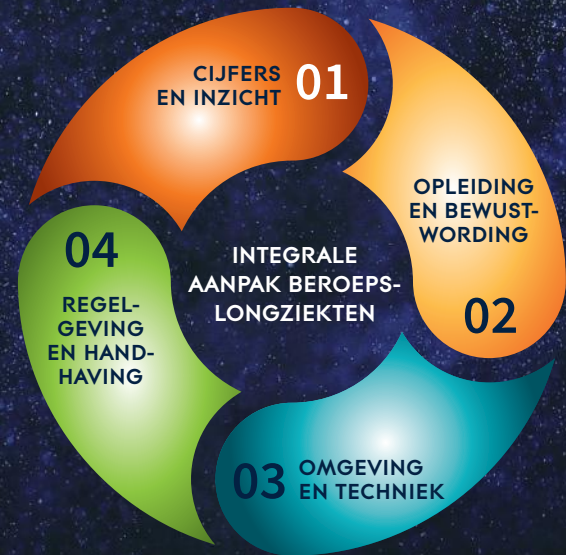 CIJFERS
EN INZICHT
01
OPLEIDING
EN BEWUST-
WORDING
02
03
OMGEVING
EN TECHNIEK
04
REGEL-
GEVING
EN HAND-
HAVING
INTEGRALE
AANPAK BEROEPS-
LONGZIEKTEN